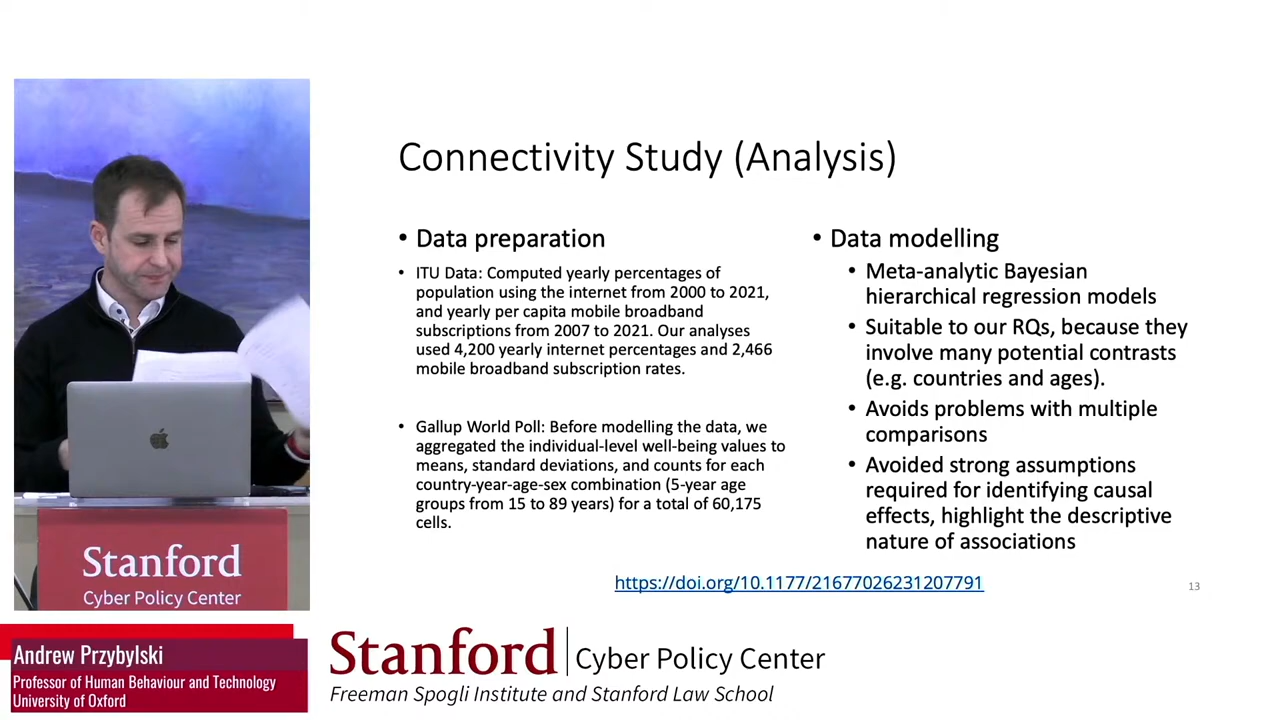 Connectivity Study (Analysis)
• Data preparation
• ITU Data: Computed yearly percentages of
population using the internet from 2000 to 2021,
and yearly per capita mobile broadband
subscriptions from 2007 to 2021. Our analyses
used 4,200 yearly internet percentages and 2,466
mobile broadband subscription rates.
• Gallup World Poll: Before modelling the data, we
aggregated the individual-level well-being values to
means, standard deviations, and counts for each
country-year-age-sex combination (5-year age
groups from 15 to 89 years) for a total of 60,175
cells.
• Data modelling
• Meta-analytic Bayesian
hierarchical regression models
• Suitable to our RQs, because they
involve many potential contrasts
(e.g. countries and ages).
• Avoids problems with multiple
comparisons
• Avoided strong assumptions
required for identifying causal
effects, highlight the descriptive
nature of associations
https://doi.org/10.1177/21677026231207791
13
Stanford
Cyber Policy Center
Andrew Przybylski
Professor of Human Behaviour and Technology
University of Oxford
Stanford | Cyber Policy Center
Freeman Spogli Institute and Stanford Law School